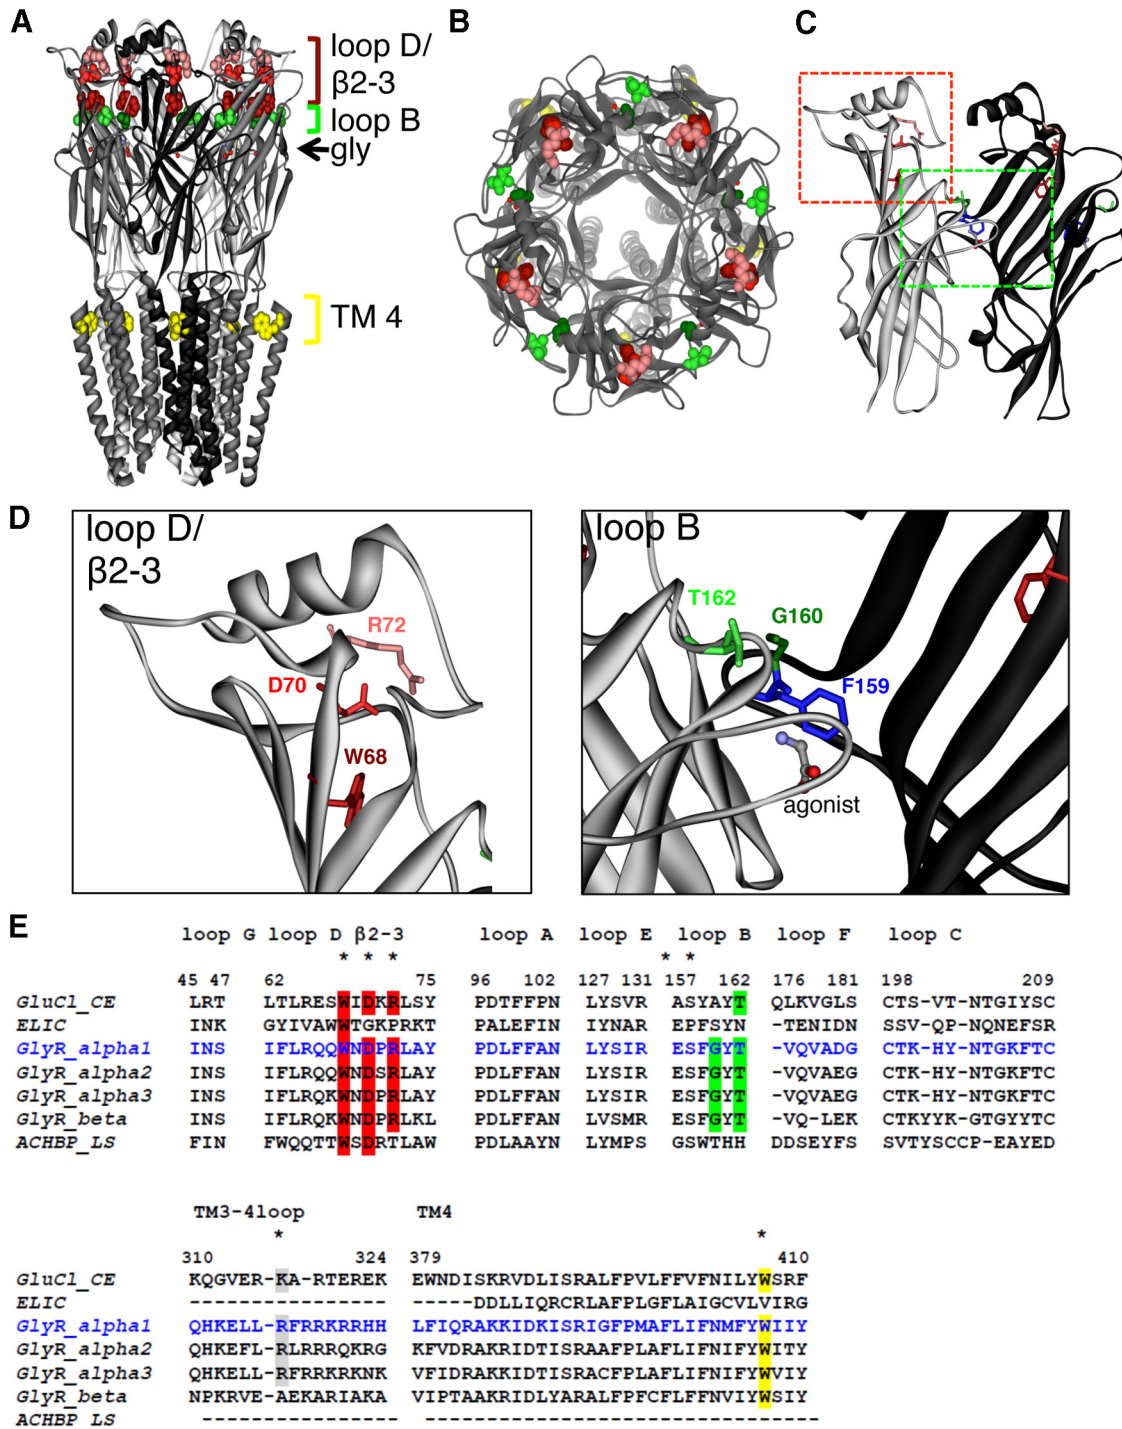 A
loop D/
β2-3
loop B
gly
TM 4
B
C
D
loop D/
β2-3
R72
D70
W68
loop B
T162
G160
F159
agonist
E
loop G loop D β2-3 loop A loop E loop B loop F loop C
* * * * *
45 47 62 75 96 102 127 131 157 162 176 181 198 209
GluCl_CE LRT LTLRESWIDKRLSY PDTFFPN LYSVR ASYAYT QLKVGLS CTS-VT-NTGIYSC
ELIC INK GYIVAWWTGKPRKT PALEFIN IYNAR EPFSYN -TENIDN SSV-QP-NQNEFSR
GlyR_alpha1 INS IFLRQQWNDPRLAY PDLFFAN LYSIR ESFGYT -VQVADG CTK-HY-NTGKFTC
GlyR_alpha2 INS IFLRQQWNDSRLAY PDLFFAN LYSIR ESFGYT -VQVAEG CTK-HY-NTGKFTC
GlyR_alpha3 INS IFLRQKWNDPRLAY PDLFFAN LYSIR ESFGYT -VQVAEG CTK-HY-NTGKFTC
GlyR_beta INS IFLRQKWNDPRLKL PDLFFAN LVSMR ESFGYT -VQ-LEK CTKYYK-GTGYYTC
ACHBP_LS FIN FWQQTTWSDRTLAW PDLAAYN LYMPS GSWTHH DDSEYFS SVTYSCCP-EAYED
TM3-4loop TM4
* *
310 324 379 410
GluCl_CE KQGVER-KA-RTEREK EWNDISKRVDLISRALFPVLFFVFNILYWSRF
ELIC ---------------- -----DDLLIQRCRLAFPLGFLAIGCVLVIRG
GlyR_alpha1 QHKELL-RFRRKRRHH LFIQRAKKIDKISRIGFPMAFLIFNMFYWIIY
GlyR_alpha2 QHKEFL-RLRRRQKRG KFVDRAKRIDTISRAAFPLAFLIFNIFYWITY
GlyR_alpha3 QHKELL-RFRRKRKNK VFIDRAKKIDTISRACFPLAFLIFNIFYWVIY
GlyR_beta NPKRVE-AEKARIAKA VIPTAAKRIDLYARALFPFCFLFFNVIYWSIY
ACHBP LS ---------------- --------------------------------